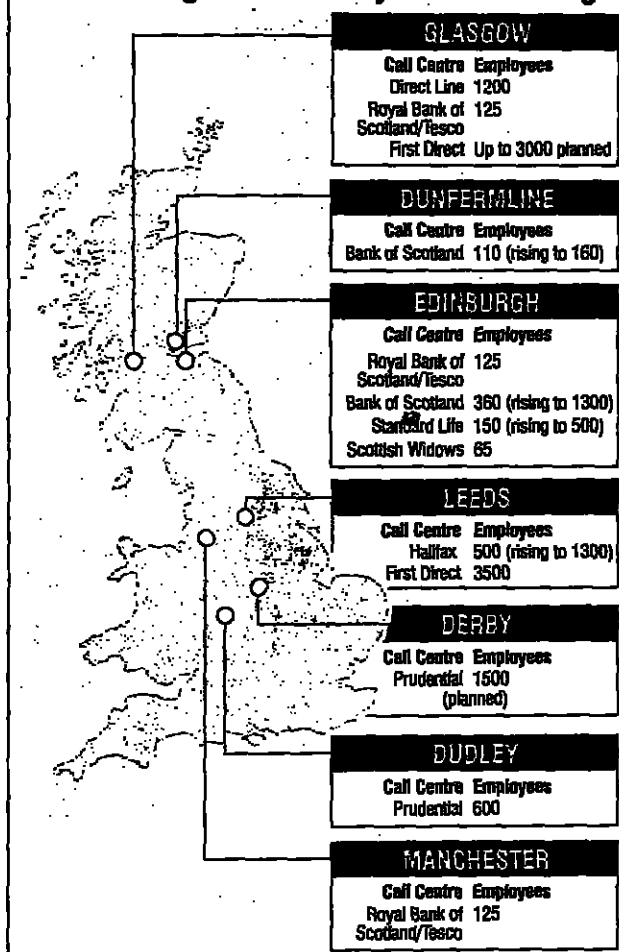 GLASGOW
Call Centre Employees
Direct Line 1200
Royal Bank of 125
Scotland/Tesco
First Direct Up to 3000 planned
DUNFERMLINE
Call Centre Employees
Bank of Scotland 110 (rising to 160)
EDINBURGH
Call Centre Employees
Royal Bank of 125
Scotland/Tesco
Bank of Scotland 360 (rising to 1300)
Standard Life 150 (rising to 500)
Scottish Widows 65
LEEDS
Call Centre Employees
Halifax 500 (rising to 1300)
First Direct 3500
DERBY
Call Centre Employees
Prudential 1500
(planned)
DUDLEY
Call Centre Employees
Prudential 600
MANCHESTER
Call Centre Employees
Royal Bank of 125
Scotland/Tesco